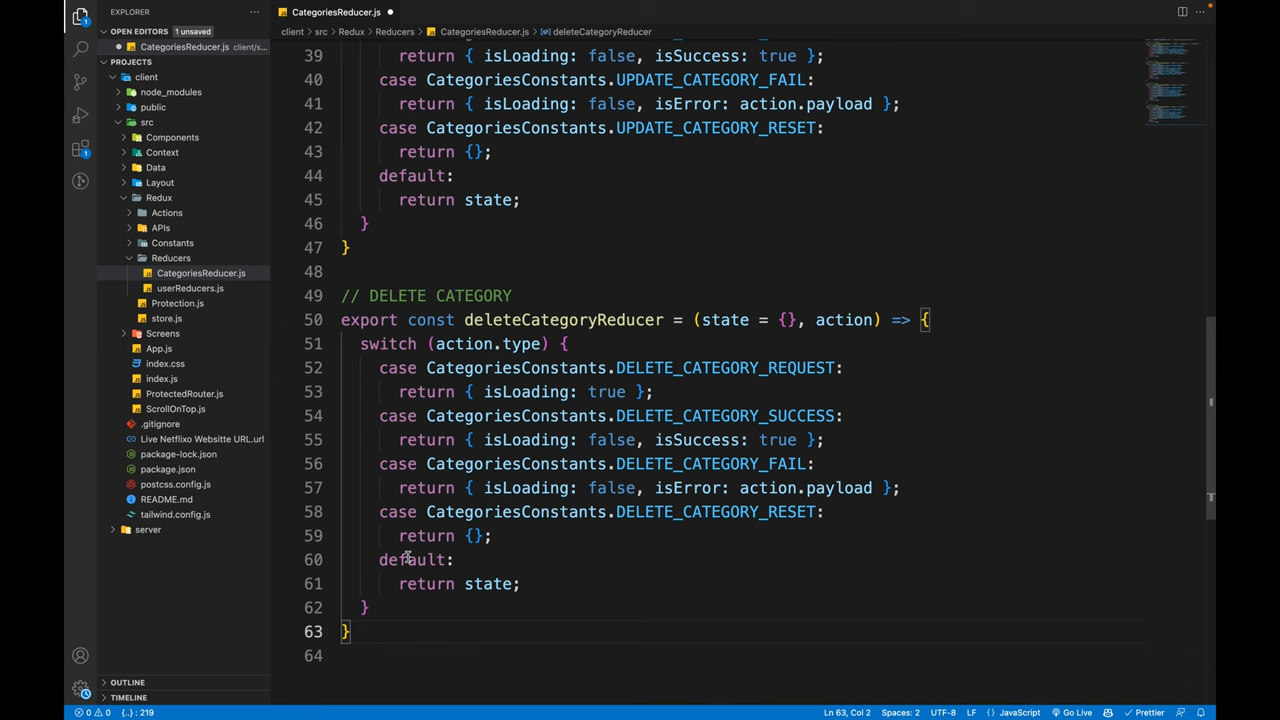 EXPLORER
OPEN EDITORS 1 unsaved
CategoriesReducer.js client/s...
PROJECTS
client
node_modules
public
src
Components
Context
Data
Layout
Redux
Actions
APIs
Constants
Reducers
CategoriesReducer.js
userReducers.js
Protection.js
store.js
Screens
App.js
index.css
index.js
ProtectedRouter.js
ScrollOnTop.js
.gitignore
Live Netflixo Websitte URL.url
package-lock.json
package.json
postcss.config.js
README.md
tailwind.config.js
server
OUTLINE
TIMELINE
CategoriesReducer.js
client > src > Redux > Reducers > CategoriesReducer.js > deleteCategoryReducer
39 return { isLoading: false, isSuccess: true };
40 case CategoriesConstants.UPDATE_CATEGORY_FAIL:
41 return { isLoading: false, isError: action.payload };
42 case CategoriesConstants.UPDATE_CATEGORY_RESET:
43 return {};
44 default:
45 return state;
46 }
47 }
48
49 // DELETE CATEGORY
50 export const deleteCategoryReducer = (state = {}, action) => {
51 switch (action.type) {
52 case CategoriesConstants.DELETE_CATEGORY_REQUEST:
53 return { isLoading: true };
54 case CategoriesConstants.DELETE_CATEGORY_SUCCESS:
55 return { isLoading: false, isSuccess: true };
56 case CategoriesConstants.DELETE_CATEGORY_FAIL:
57 return { isLoading: false, isError: action.payload };
58 case CategoriesConstants.DELETE_CATEGORY_RESET:
59 return {};
60 default:
61 return state;
62 }
63 }
64
0 0 {..} : 219 Ln 63, Col 2 Spaces: 2 UTF-8 LF {} JavaScript Go Live Prettier